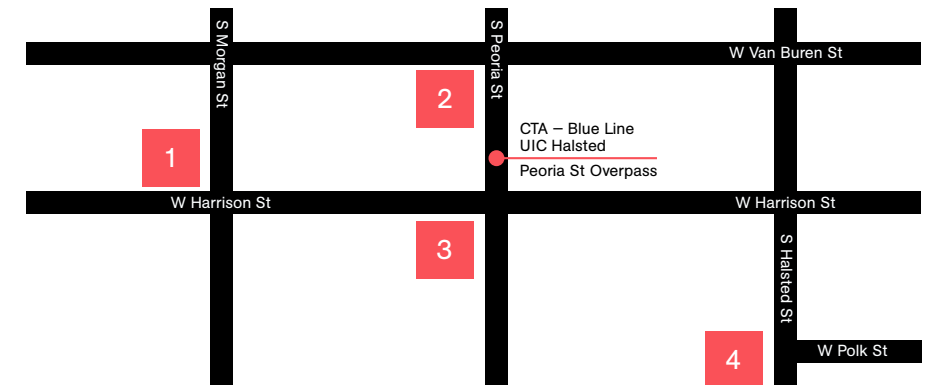 S Morgan St
S Peoria St
W Van Buren St
2
CTA – Blue Line
UIC Halsted
1
Peoria St Overpass
W Harrison St
W Harrison St
3
S Halsted St
4
W Polk St